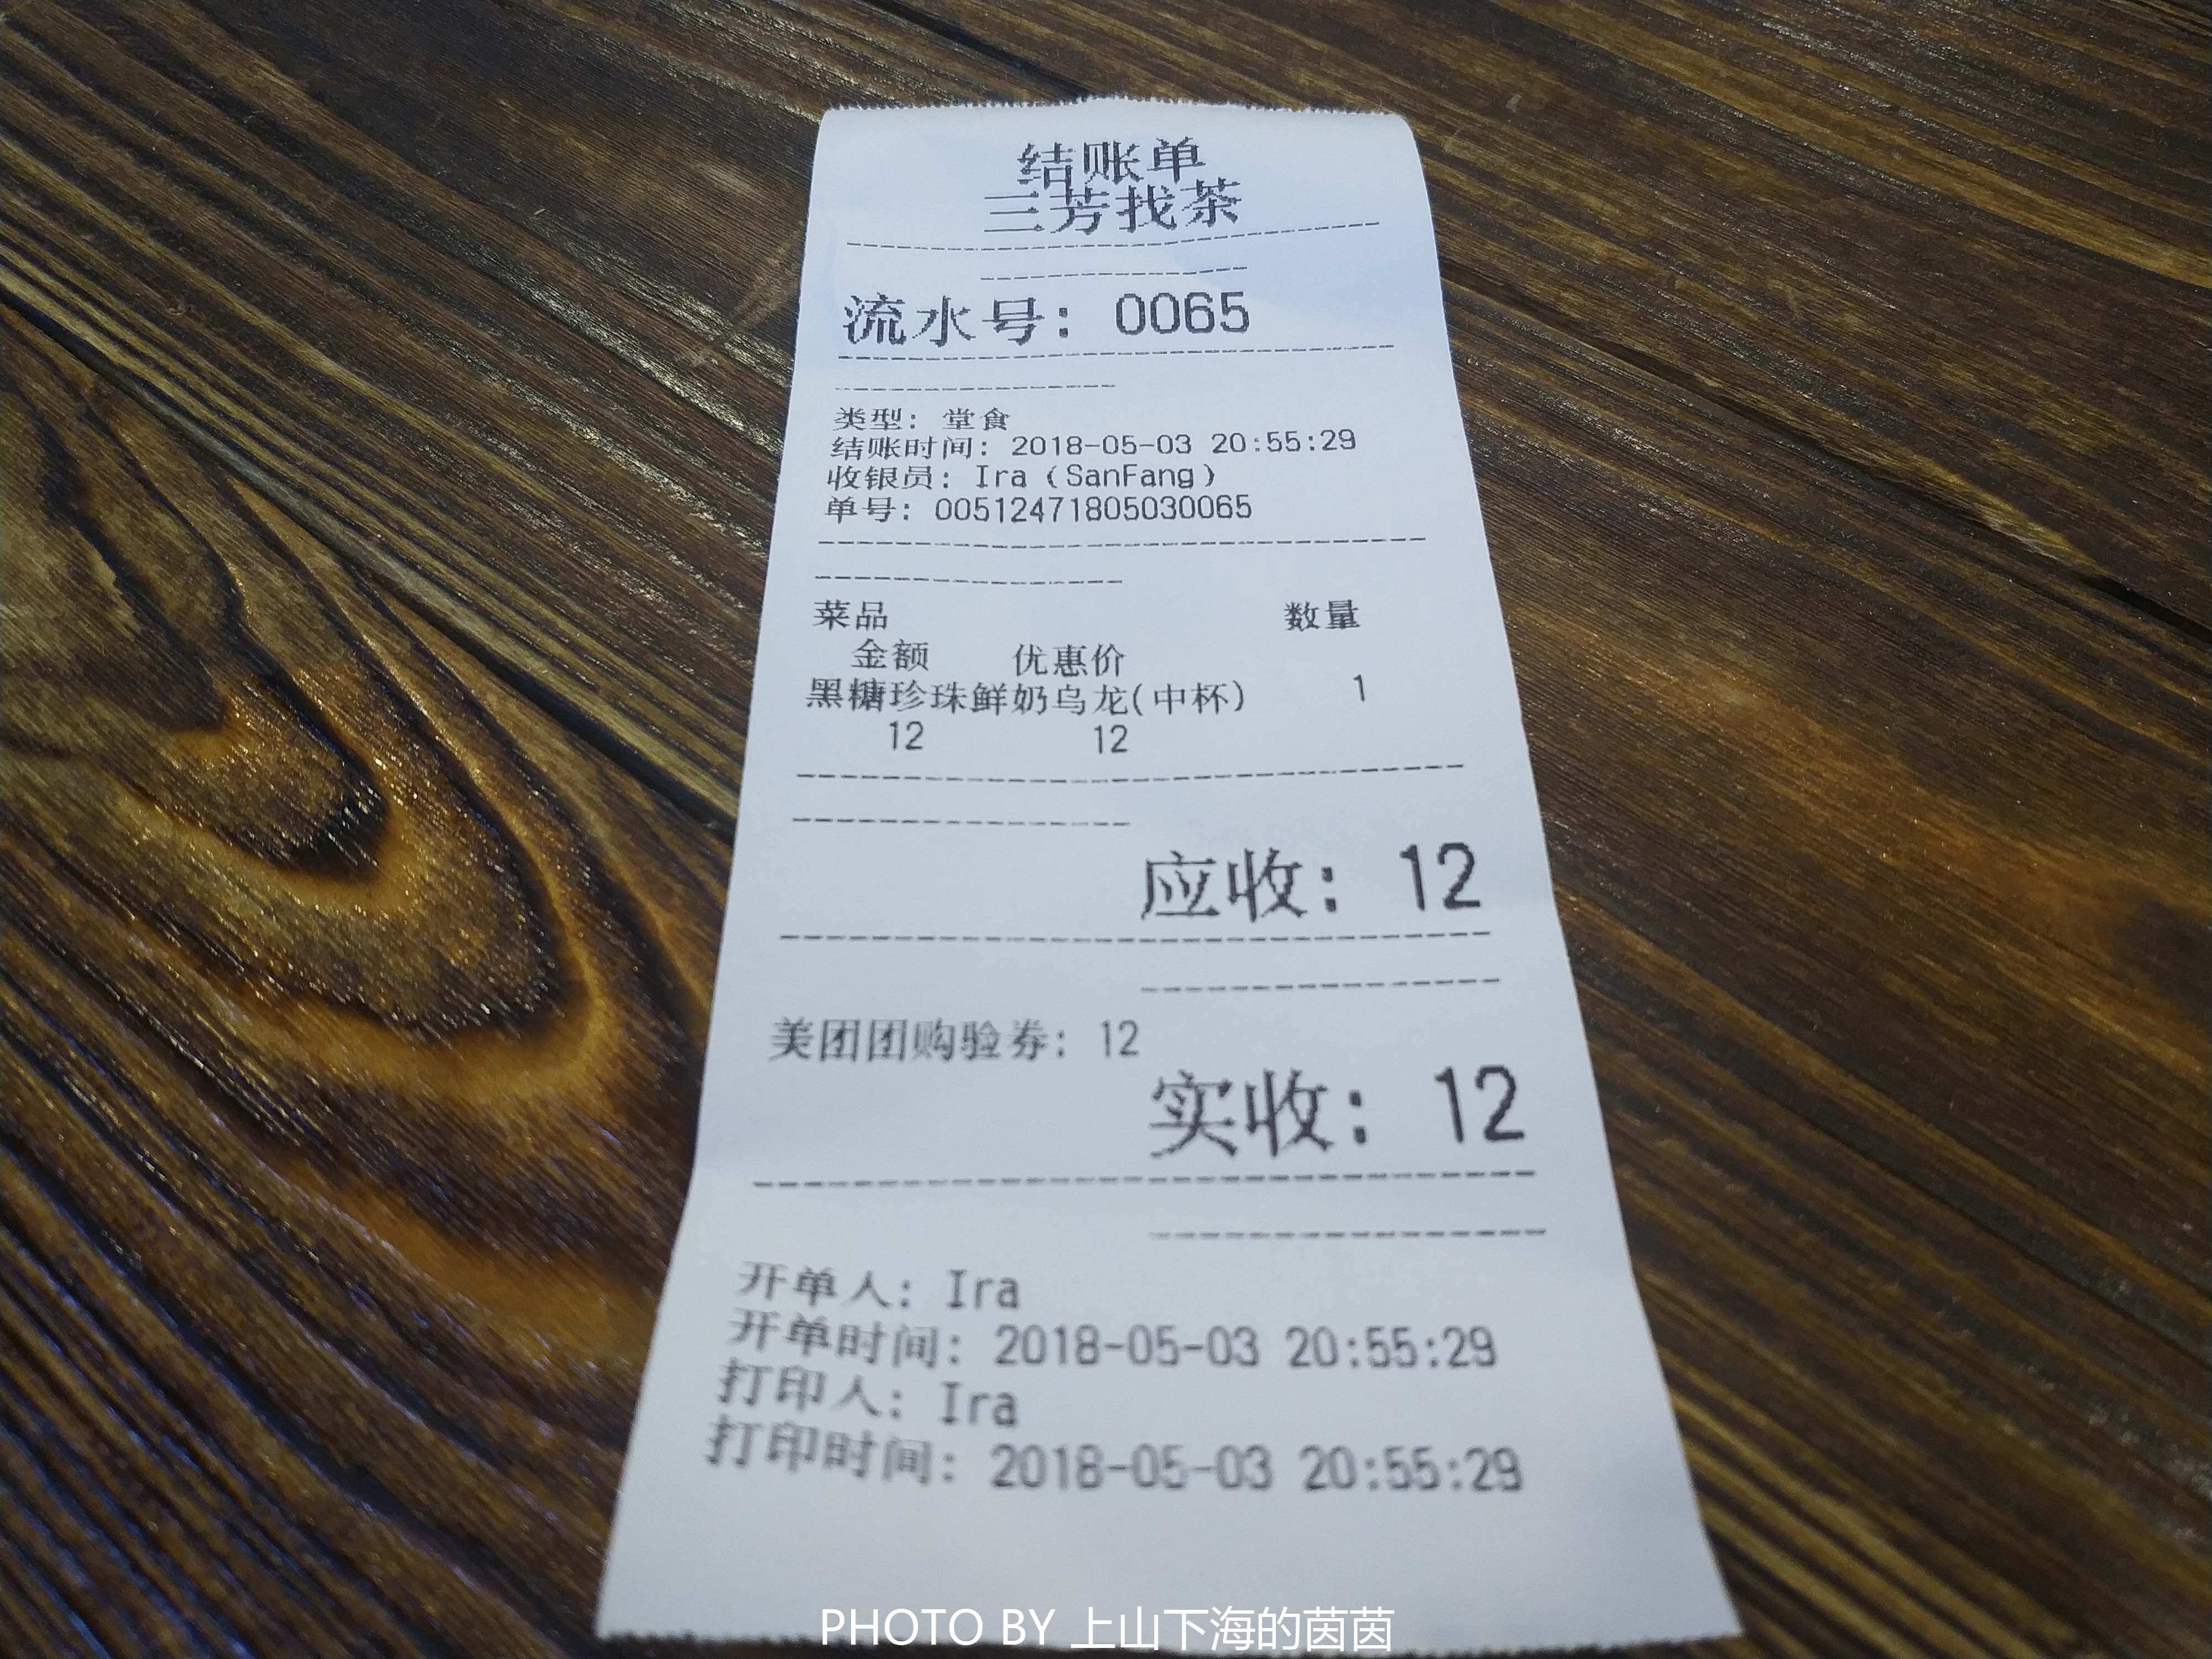 结账单
三芳找茶
流水号: 0065
类型: 堂食
结账时间: 2018-05-03 20:55:29
收银员: Ira (SanFang)
单号: 00512471805030065
菜品 数量
金额 优惠价
黑糖珍珠鲜奶乌龙(中杯) 1
12 12
应收: 12
美团团购验券: 12
实收: 12
开单人: Ira
开单时间: 2018-05-03 20:55:29
打印人: Ira
打印时间: 2018-05-03 20:55:29
PHOTO BY 上山下海的茵茵